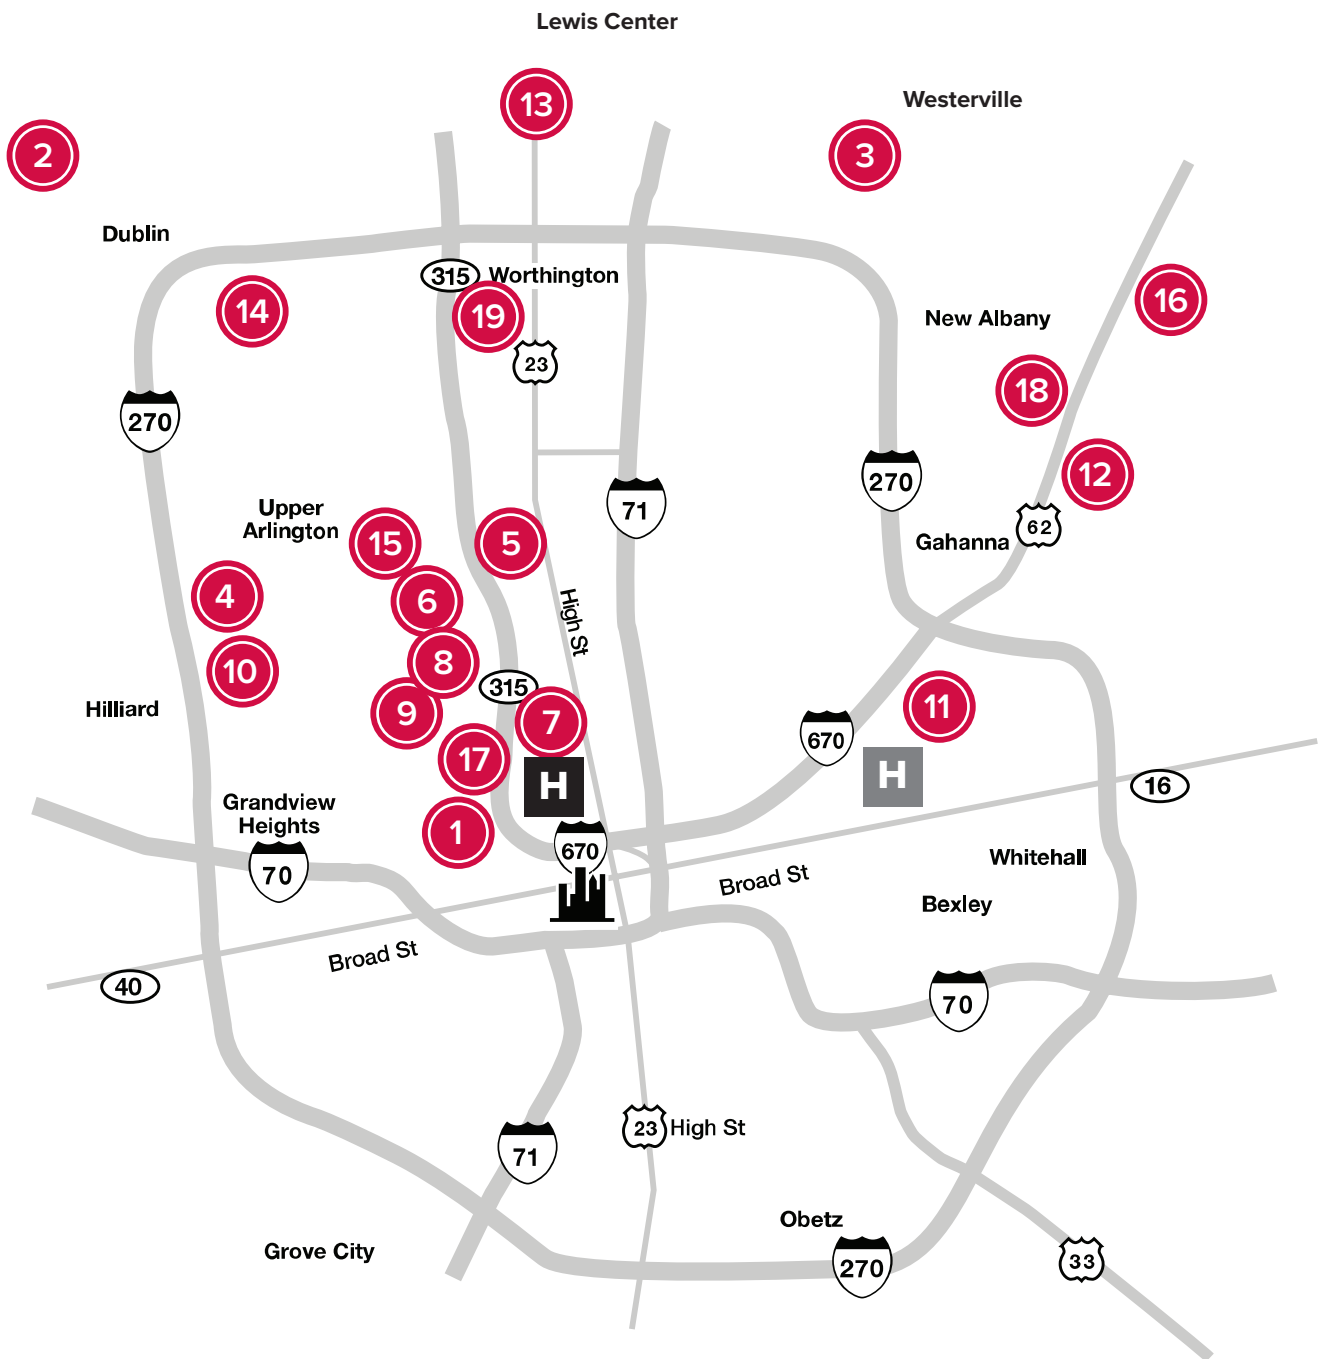 Lewis Center
13
Westerville
2
3
Dublin
315
Worthington
14
19
16
New Albany
23
18
270
12
270
71
Upper
Arlington
62
Gahanna
15
5
4
6
High St
8
10
315
Hilliard
9
7
11
670
17
H
H
16
Grandview
Heights
1
670
70
Whitehall
Broad St
Bexley
Broad St
40
70
23
High St
71
Obetz
Grove City
270
33